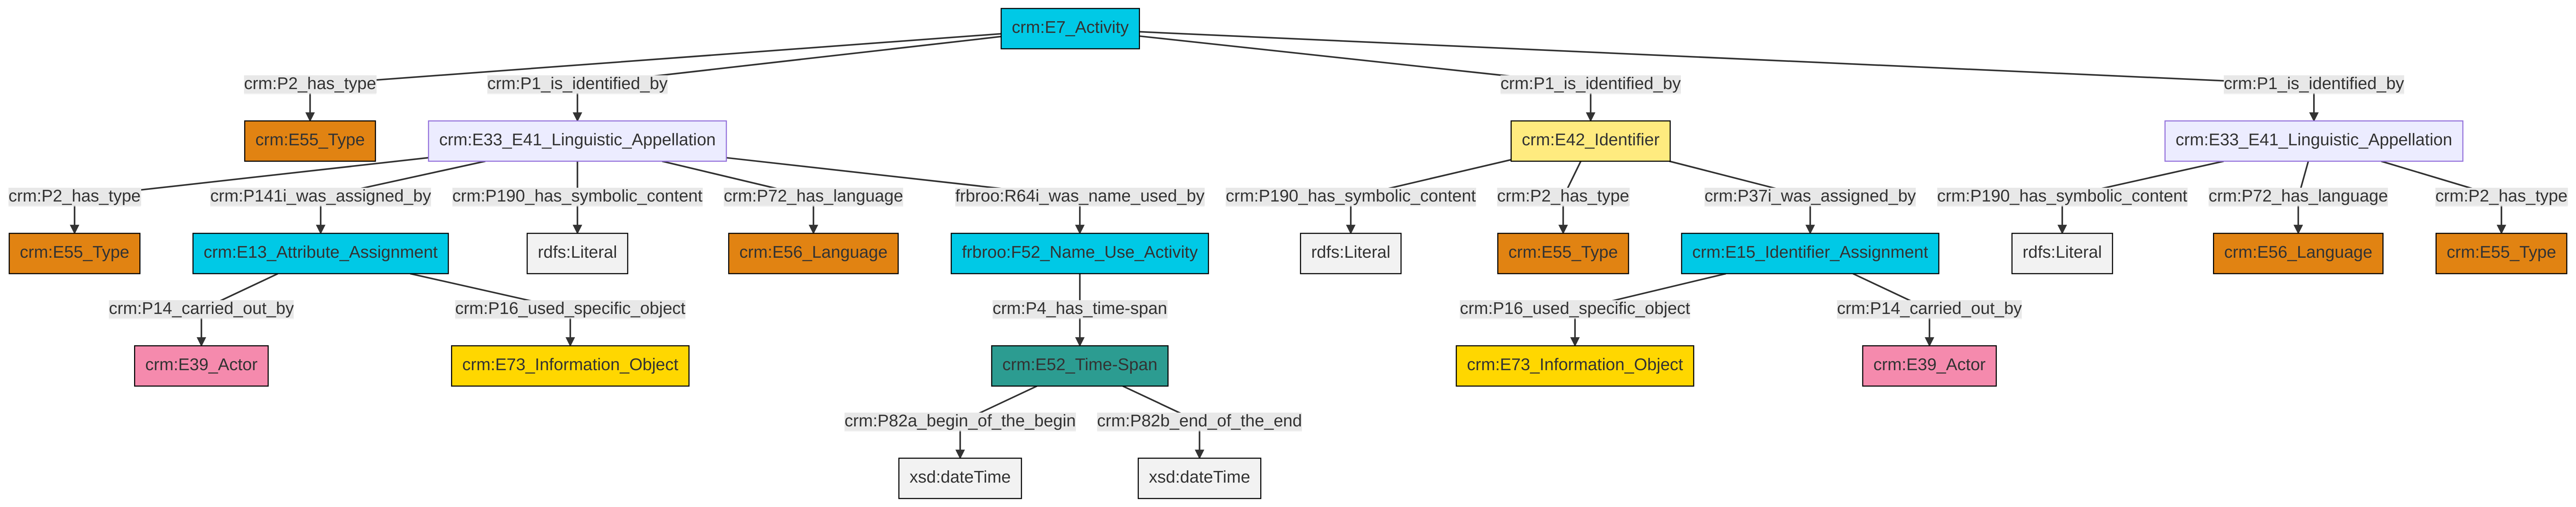 crm:E7_Activity
crm:P2_has_type
crm:P1_is_identified_by
crm:P1_is_identified_by
crm:P1_is_identified_by
crm:E55_Type
crm:E33_E41_Linguistic_Appellation
crm:E42_Identifier
crm:E33_E41_Linguistic_Appellation
crm:P2_has_type
crm:P141i_was_assigned_by
crm:P190_has_symbolic_content
crm:P72_has_language
frbroo:R64i_was_name_used_by
crm:P190_has_symbolic_content
crm:P2_has_type
crm:P37i_was_assigned_by
crm:P190_has_symbolic_content
crm:P72_has_language
crm:P2_has_type
crm:E55_Type
crm:E13_Attribute_Assignment
rdfs:Literal
crm:E56_Language
frbroo:F52_Name_Use_Activity
rdfs:Literal
crm:E55_Type
crm:E15_Identifier_Assignment
rdfs:Literal
crm:E56_Language
crm:E55_Type
crm:P14_carried_out_by
crm:P16_used_specific_object
crm:P4_has_time-span
crm:P16_used_specific_object
crm:P14_carried_out_by
crm:E39_Actor
crm:E73_Information_Object
crm:E52_Time-Span
crm:E73_Information_Object
crm:E39_Actor
crm:P82a_begin_of_the_begin
crm:P82b_end_of_the_end
xsd:dateTime
xsd:dateTime